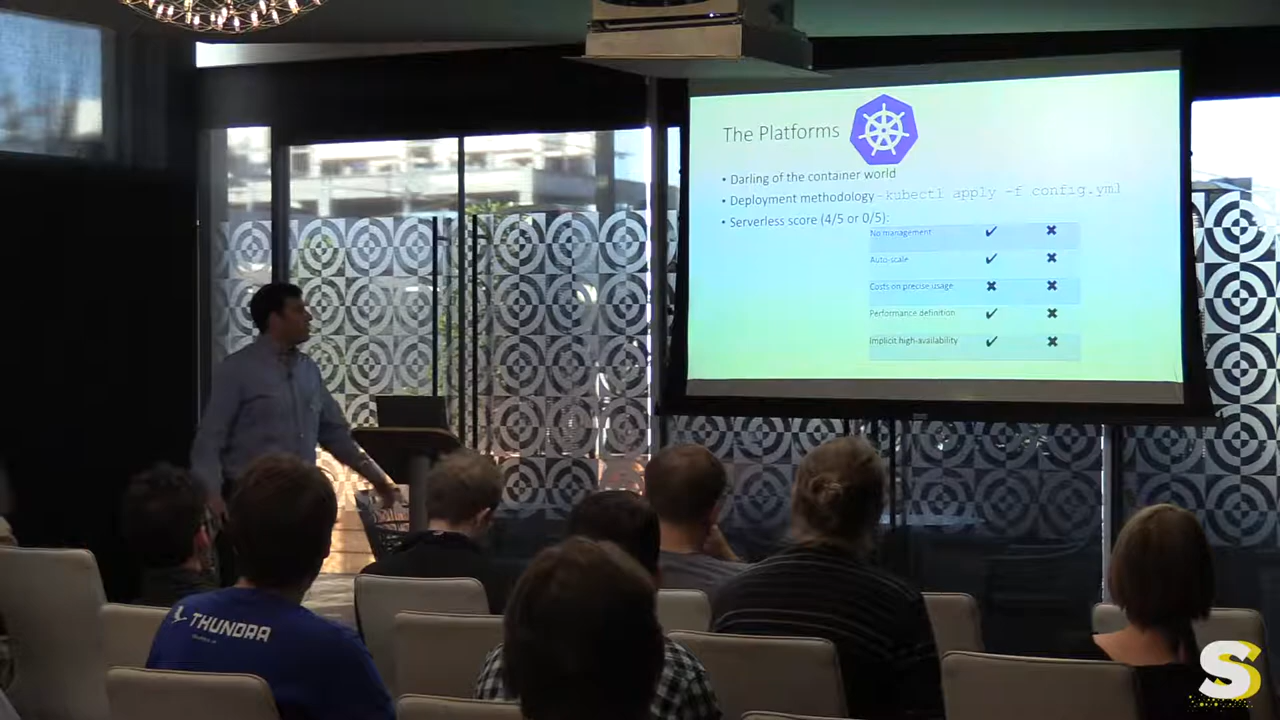 The Platforms
• Darling of the container world
• Deployment methodology –kubectl apply -f config.yml
• Serverless score (4/5 or 0/5):
No management ✔ ✖
Auto-scale ✔ ✖
Costs on precise usage ✖ ✖
Performance definition ✔ ✖
Implicit high-availability ✔ ✖
THUNDRA
S